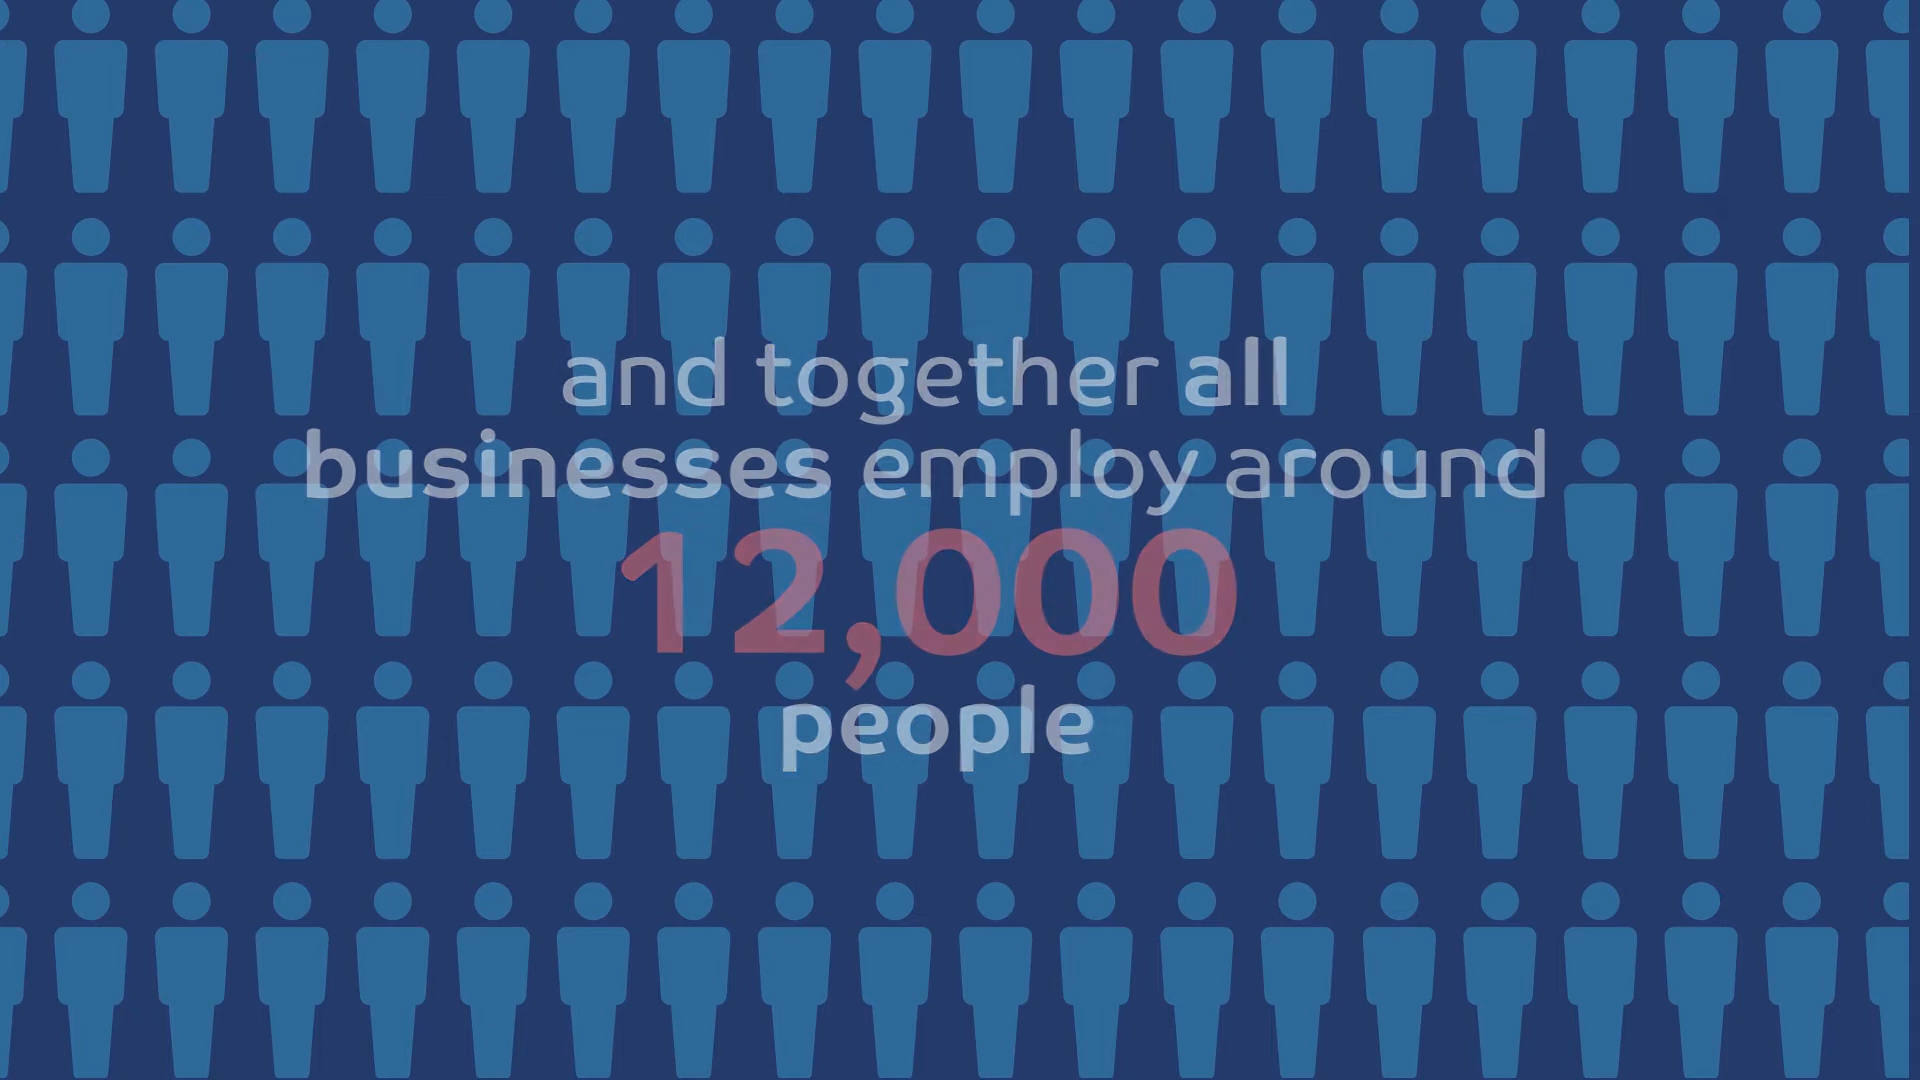 and together all
businesses employ around
12,000
people